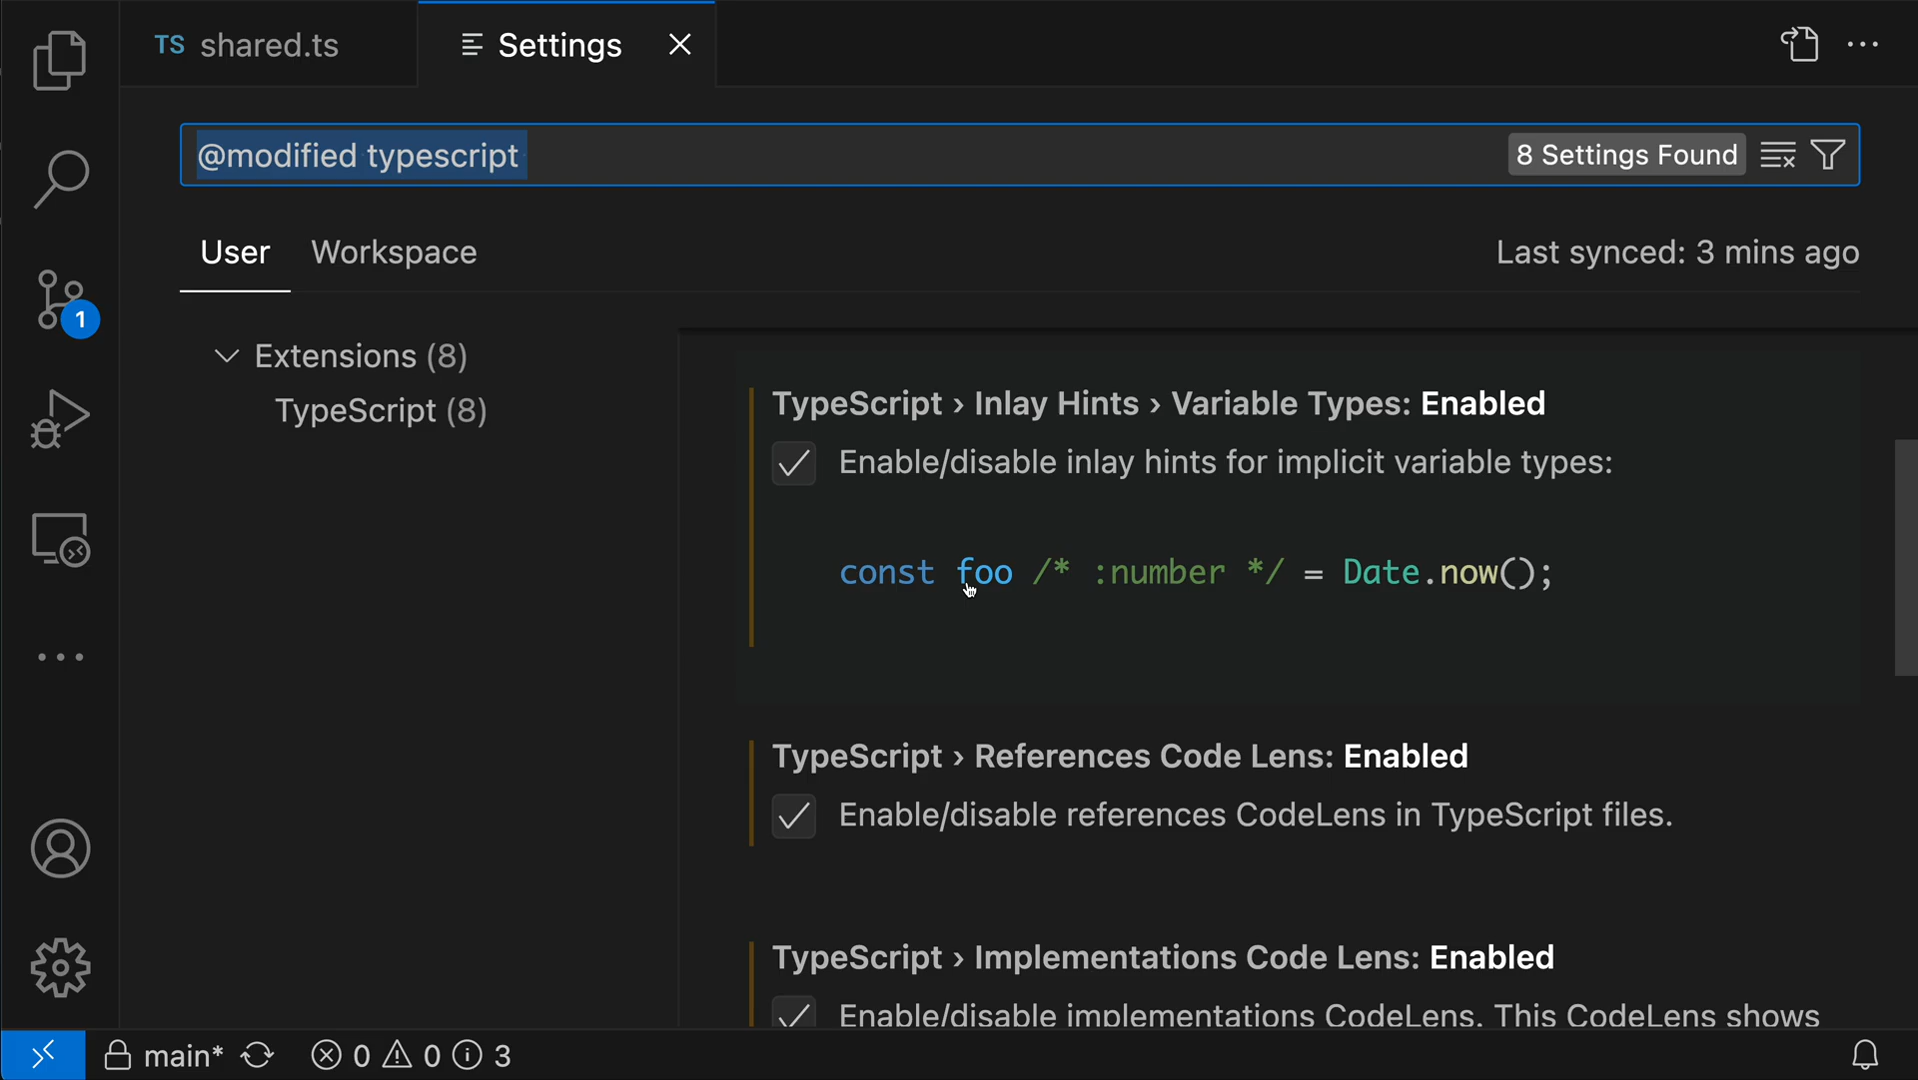 TS shared.ts
Settings
@modified typescript
8 Settings Found
User
Workspace
Last synced: 3 mins ago
Extensions (8)
TypeScript (8)
1
TypeScript › Inlay Hints › Variable Types: Enabled
Enable/disable inlay hints for implicit variable types:
const foo /* :number */ = Date.now();
TypeScript › References Code Lens: Enabled
Enable/disable references CodeLens in TypeScript files.
TypeScript › Implementations Code Lens: Enabled
Enable/disable implementations CodeLens. This CodeLens shows
main* 0 0 3